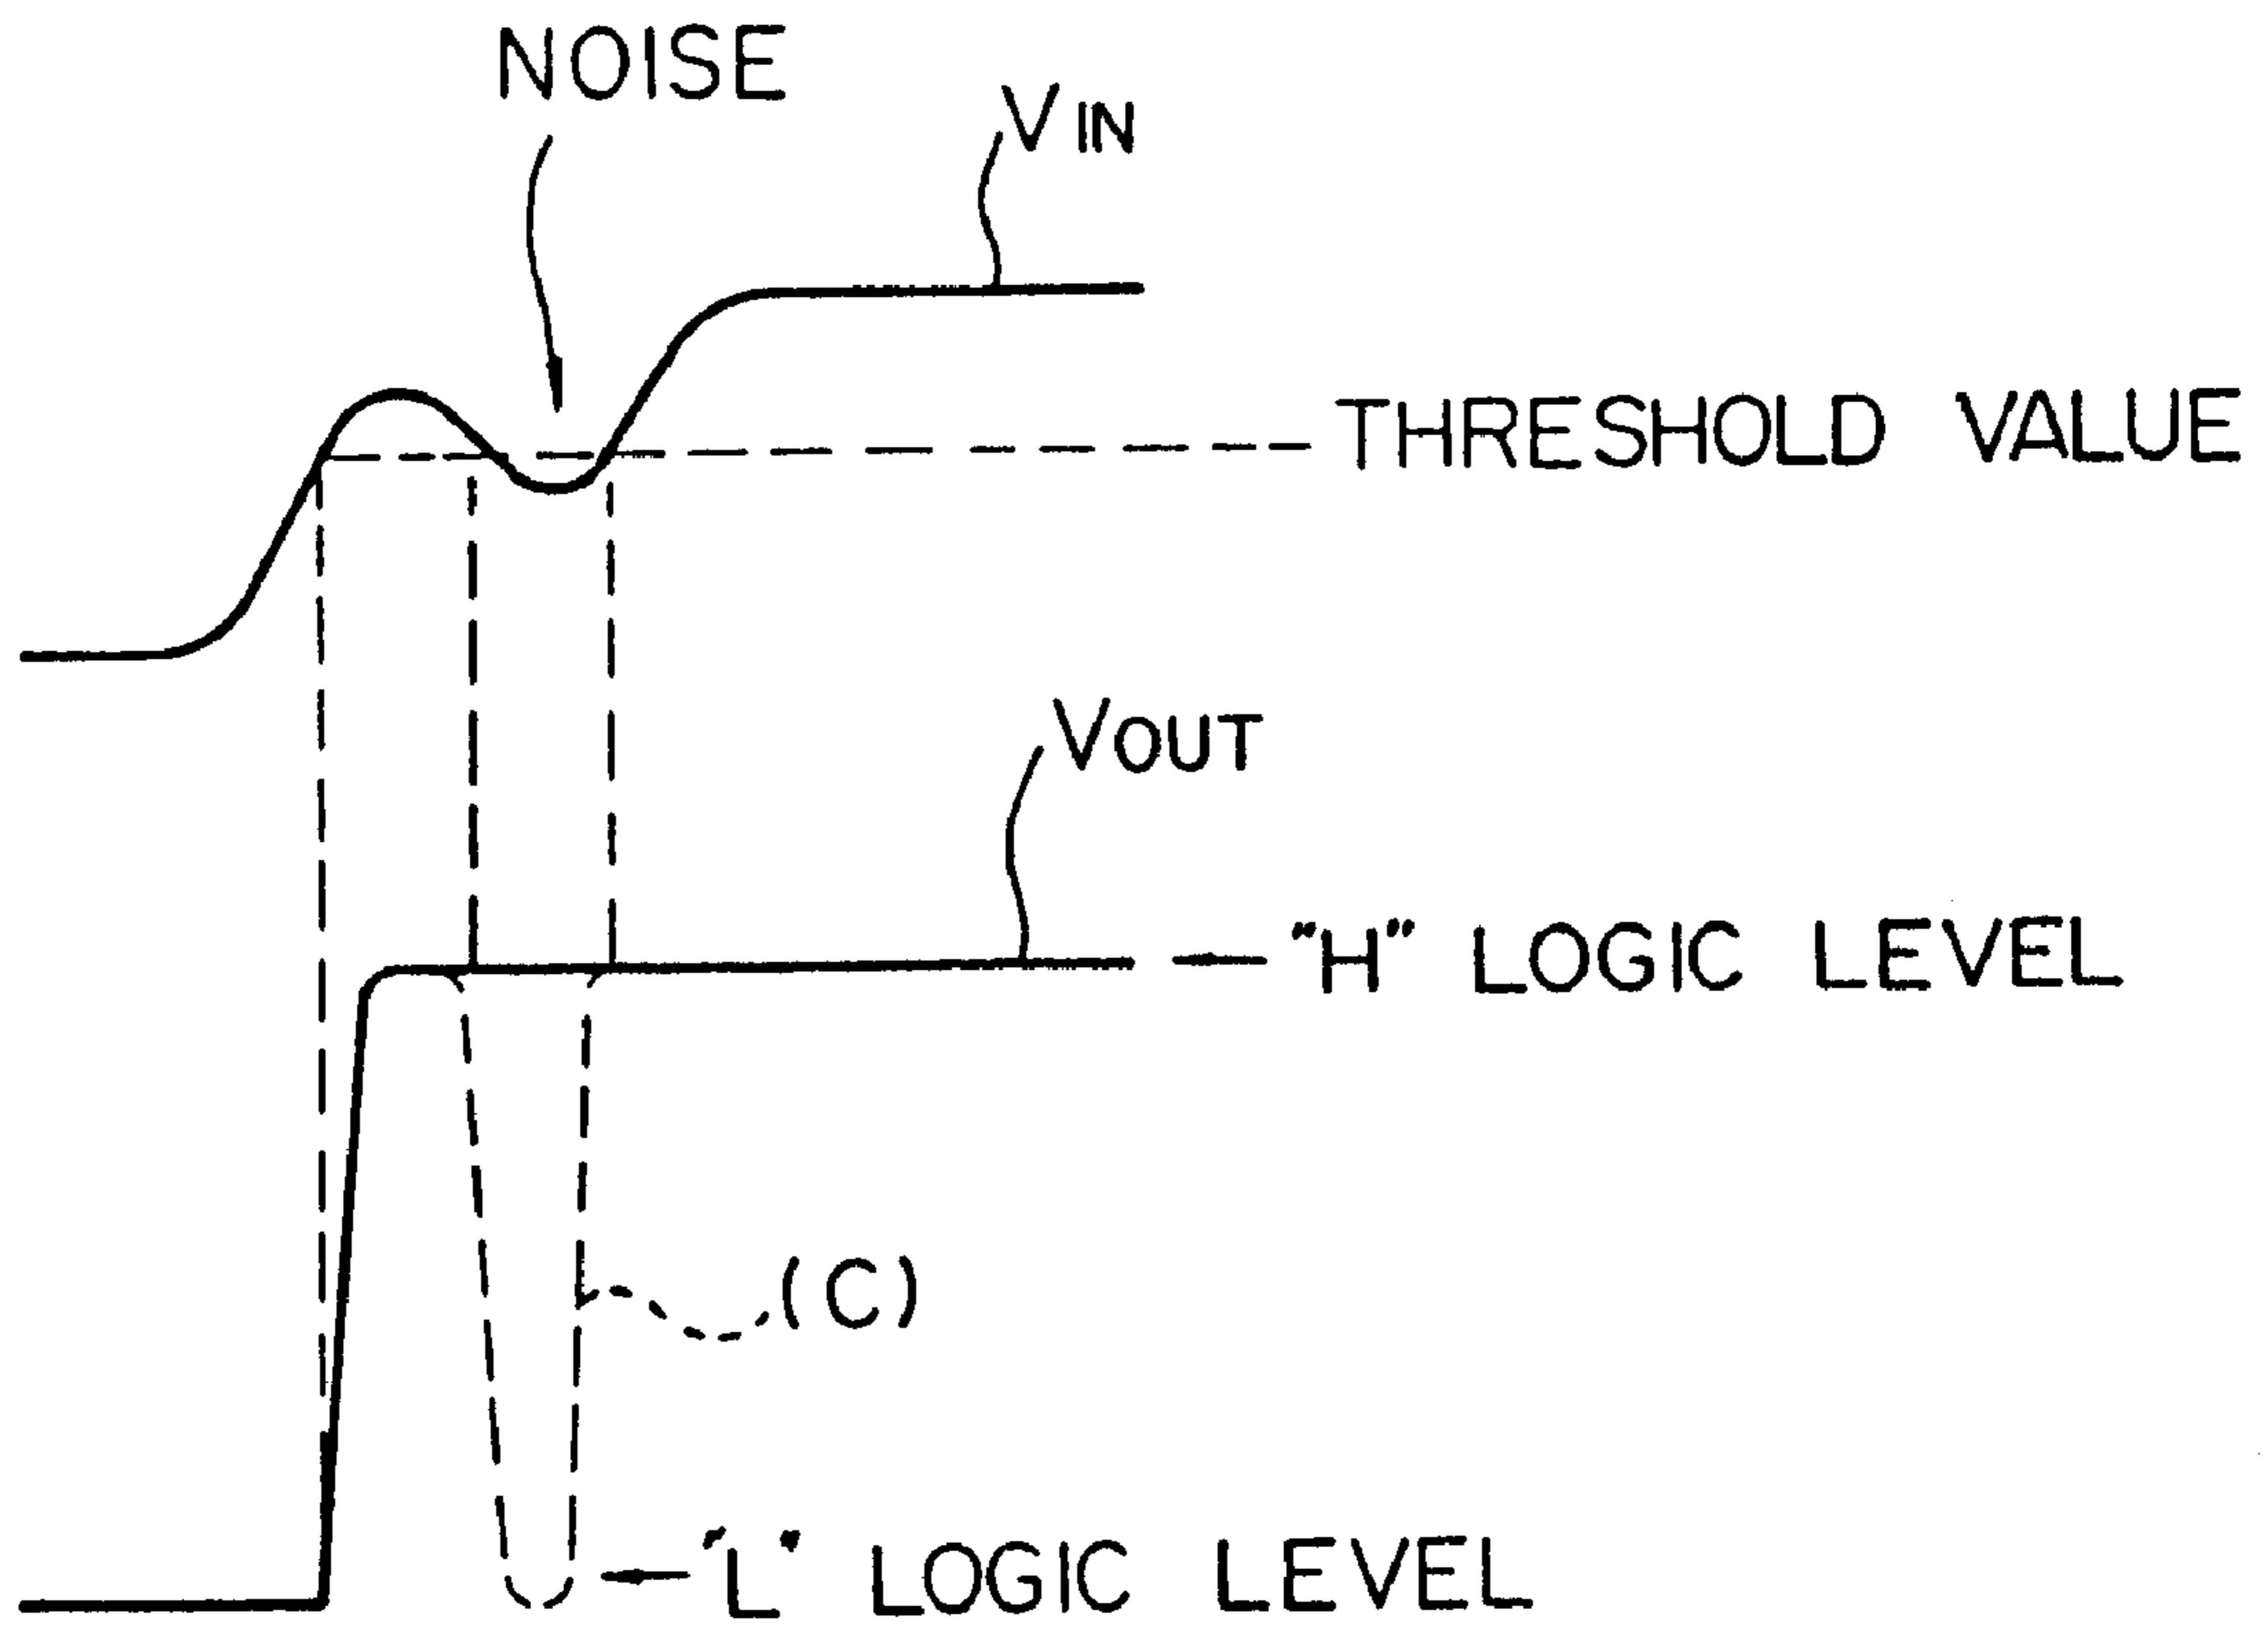 NOISE
VIN
THRESHOLD VALUE
VOUT
"H" LOGIC LEVEL
(C)
"L" LOGIC LEVEL